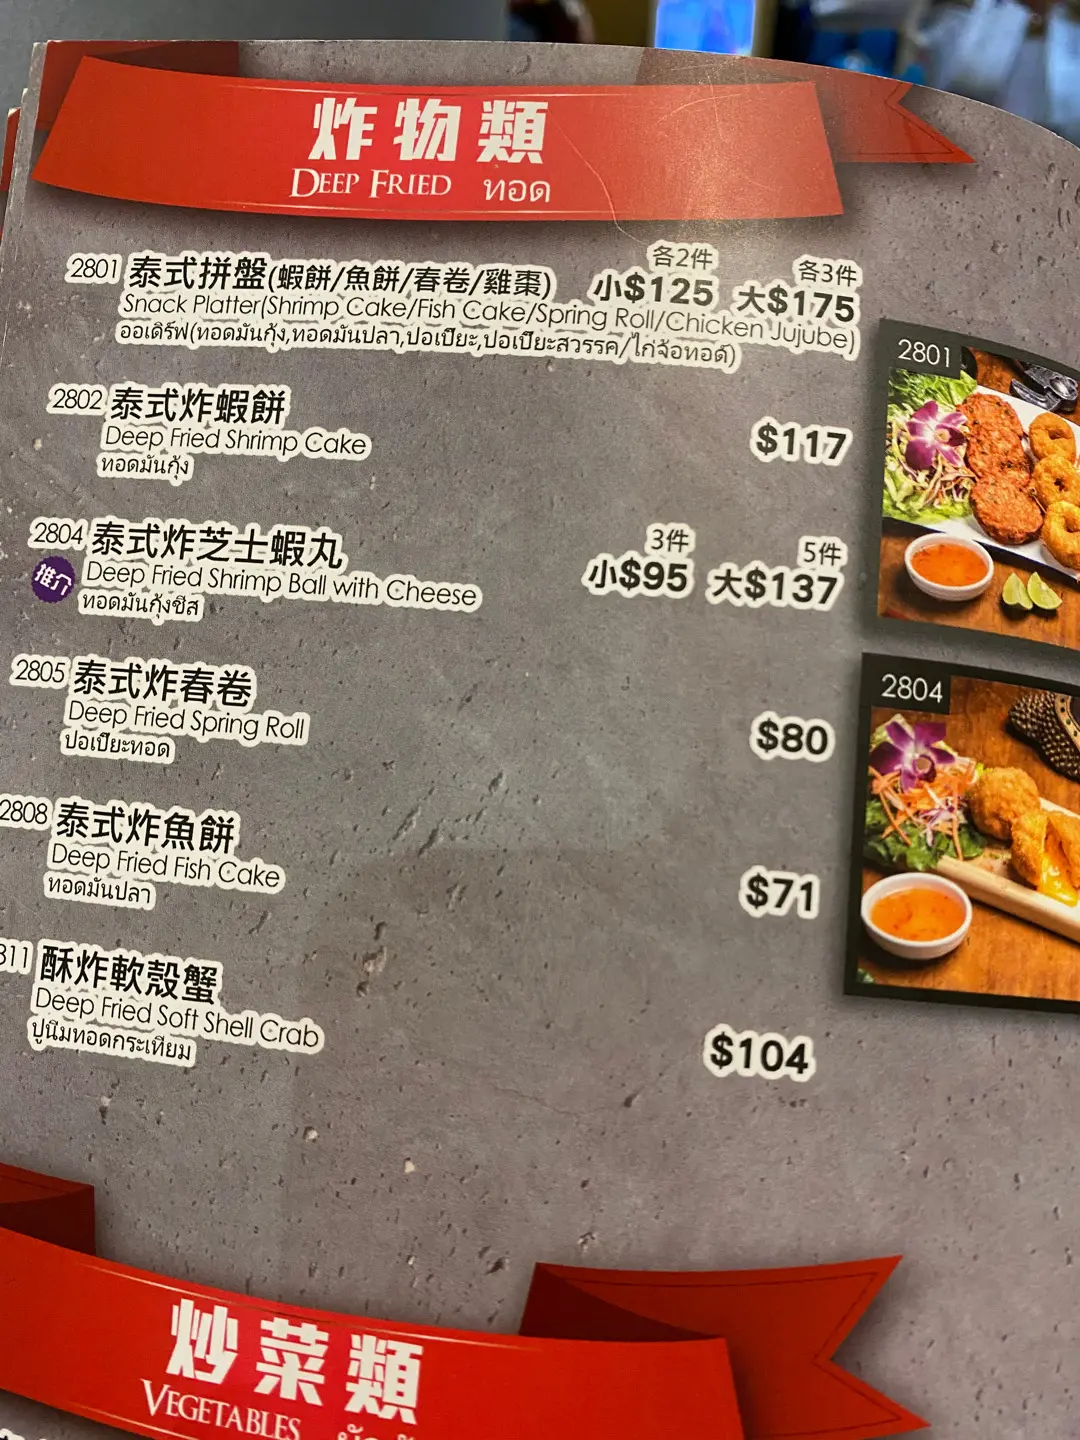 炸物類
DEEP FRIED ทอด
各2件 各3件
2801 泰式拼盤(蝦餅/魚餅/春卷/雞棗) 小$125 大$175
Snack Platter(Shrimp Cake/Fish Cake/Spring Roll/Chicken Jujube)
ออเดิร์ฟ(ทอดมันกุ้ง,ทอดมันปลา,ปอเปี๊ยะ,ปอเปี๊ยะสวรรค/ไก่จ้อทอด์)
2801
2802 泰式炸蝦餅
Deep Fried Shrimp Cake $117
ทอดมันกุ้ง
3件 5件
2804 泰式炸芝士蝦丸 小$95 大$137
推介 Deep Fried Shrimp Ball with Cheese
ทอดมันกุ้งชีส
2804
2805 泰式炸春卷
Deep Fried Spring Roll $80
ปอเปี๊ยะทอด
2808 泰式炸魚餅
Deep Fried Fish Cake $71
ทอดมันปลา
811 酥炸軟殼蟹
Deep Fried Soft Shell Crab $104
ปูนิ่มทอดกระเทียม
炒菜類
VEGETABLES